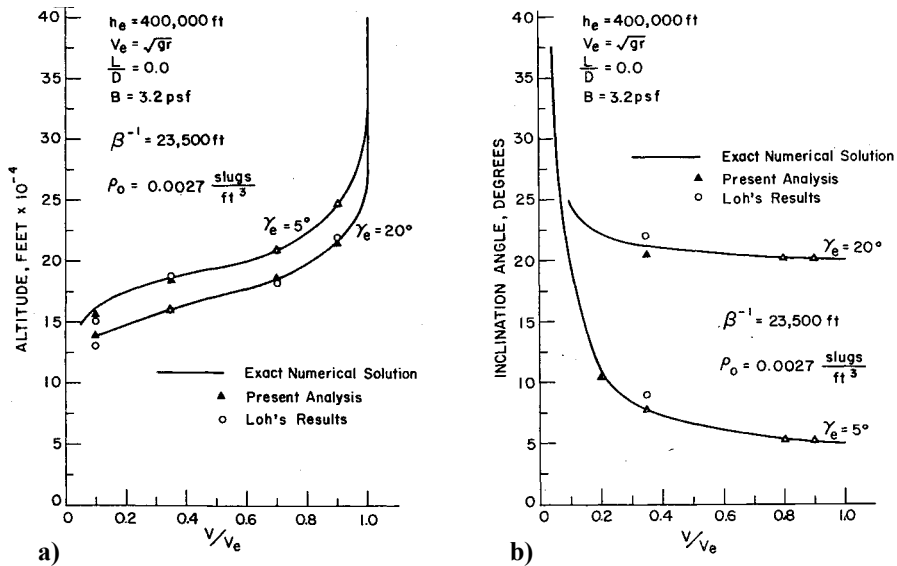 h_e = 400,000 ft
V_e = √gr
L/D = 0.0
B = 3.2 psf
β⁻¹ = 23,500 ft
ρ_o = 0.0027 slugs/ft³
γ_e = 5°
γ_e = 20°
Exact Numerical Solution
Present Analysis
Loh's Results
ALTITUDE, FEET × 10⁻⁴
40
35
30
25
20
15
10
5
0
0 0.2 0.4 0.6 0.8 1.0
V/V_e
a)
h_e = 400,000 ft
V_e = √gr
L/D = 0.0
B = 3.2 psf
Exact Numerical Solution
Present Analysis
Loh's Results
γ_e = 20°
β⁻¹ = 23,500 ft
ρ_o = 0.0027 slugs/ft³
γ_e = 5°
INCLINATION ANGLE, DEGREES
40
35
30
25
20
15
10
5
0
0 0.2 0.4 0.6 0.8 1.0
V/V_e
b)